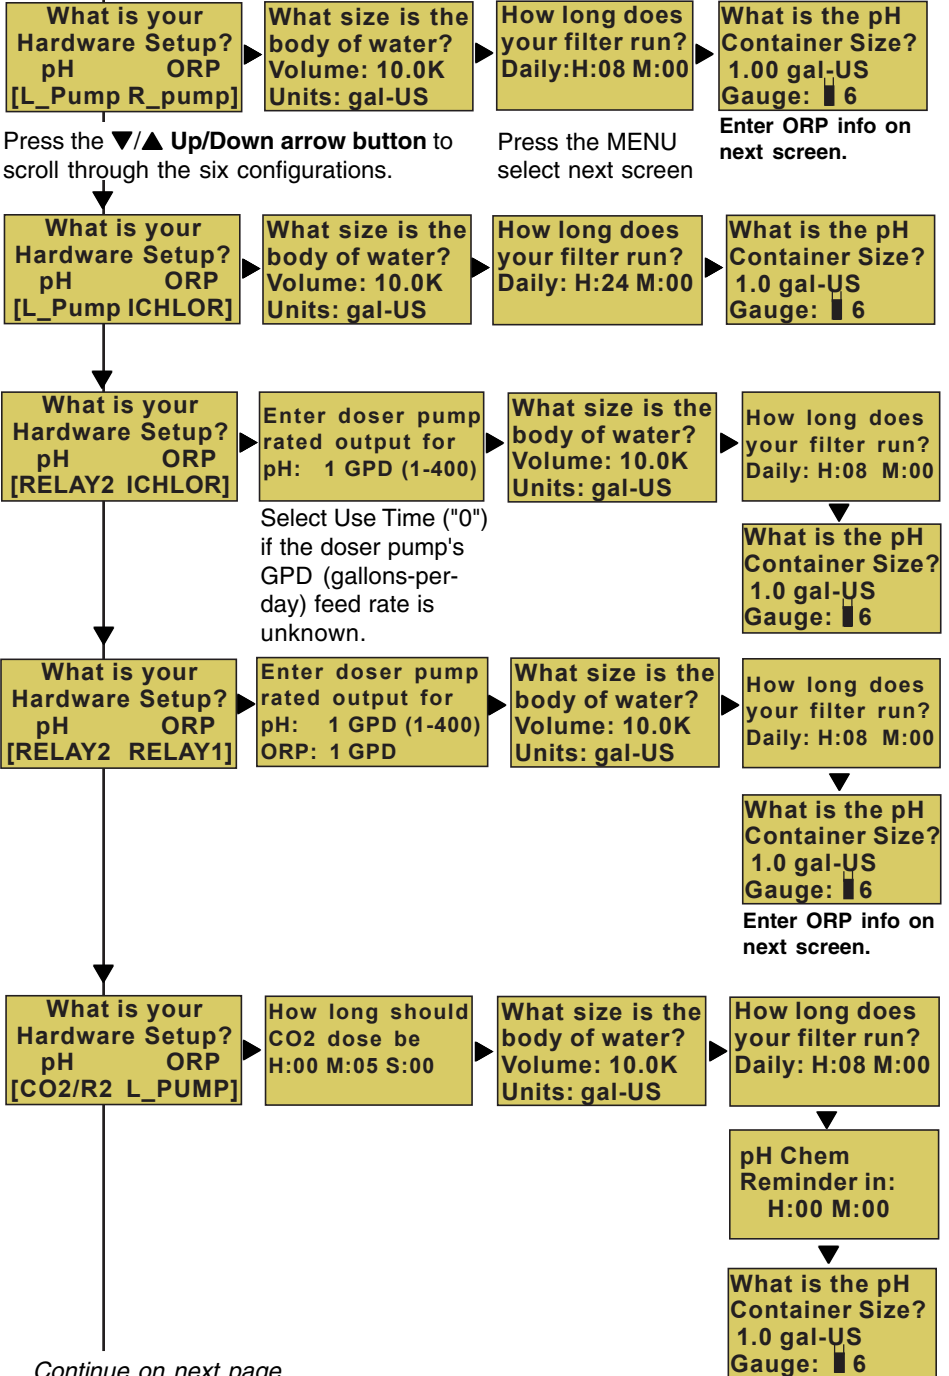 What is your
Hardware Setup?
pH ORP
[L_Pump R_pump]
What size is the
body of water?
Volume: 10.0K
Units: gal-US
How long does
your filter run?
Daily:H:08 M:00
What is the pH
Container Size?
1.00 gal-US
Gauge: 6
Press the ▼/▲ Up/Down arrow button to
scroll through the six configurations.
Press the MENU
select next screen
Enter ORP info on
next screen.
What is your
Hardware Setup?
pH ORP
[L_Pump ICHLOR]
What size is the
body of water?
Volume: 10.0K
Units: gal-US
How long does
your filter run?
Daily: H:24 M:00
What is the pH
Container Size?
1.0 gal-US
Gauge: 6
What is your
Hardware Setup?
pH ORP
[RELAY2 ICHLOR]
Enter doser pump
rated output for
pH: 1 GPD (1-400)
What size is the
body of water?
Volume: 10.0K
Units: gal-US
How long does
your filter run?
Daily: H:08 M:00
Select Use Time ("0")
if the doser pump's
GPD (gallons-per-
day) feed rate is
unknown.
What is the pH
Container Size?
1.0 gal-US
Gauge: 6
What is your
Hardware Setup?
pH ORP
[RELAY2 RELAY1]
Enter doser pump
rated output for
pH: 1 GPD (1-400)
ORP: 1 GPD
What size is the
body of water?
Volume: 10.0K
Units: gal-US
How long does
your filter run?
Daily: H:08 M:00
What is the pH
Container Size?
1.0 gal-US
Gauge: 6
Enter ORP info on
next screen.
What is your
Hardware Setup?
pH ORP
[CO2/R2 L_PUMP]
How long should
CO2 dose be
H:00 M:05 S:00
What size is the
body of water?
Volume: 10.0K
Units: gal-US
How long does
your filter run?
Daily: H:08 M:00
pH Chem
Reminder in:
H:00 M:00
What is the pH
Container Size?
1.0 gal-US
Gauge: 6
Continue on next page